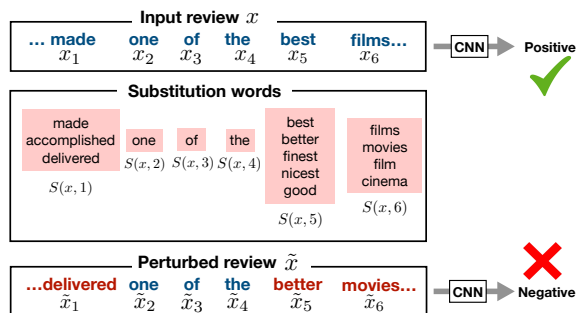 Input review x
... made one of the best films...
x₁ x₂ x₃ x₄ x₅ x₆
CNN
Positive
Substitution words
made
accomplished
delivered
S(x, 1)
one
S(x, 2)
of
S(x, 3)
the
S(x, 4)
best
better
finest
nicest
good
S(x, 5)
films
movies
film
cinema
S(x, 6)
Perturbed review x̃
...delivered one of the better movies...
x̃₁ x̃₂ x̃₃ x̃₄ x̃₅ x̃₆
CNN
Negative